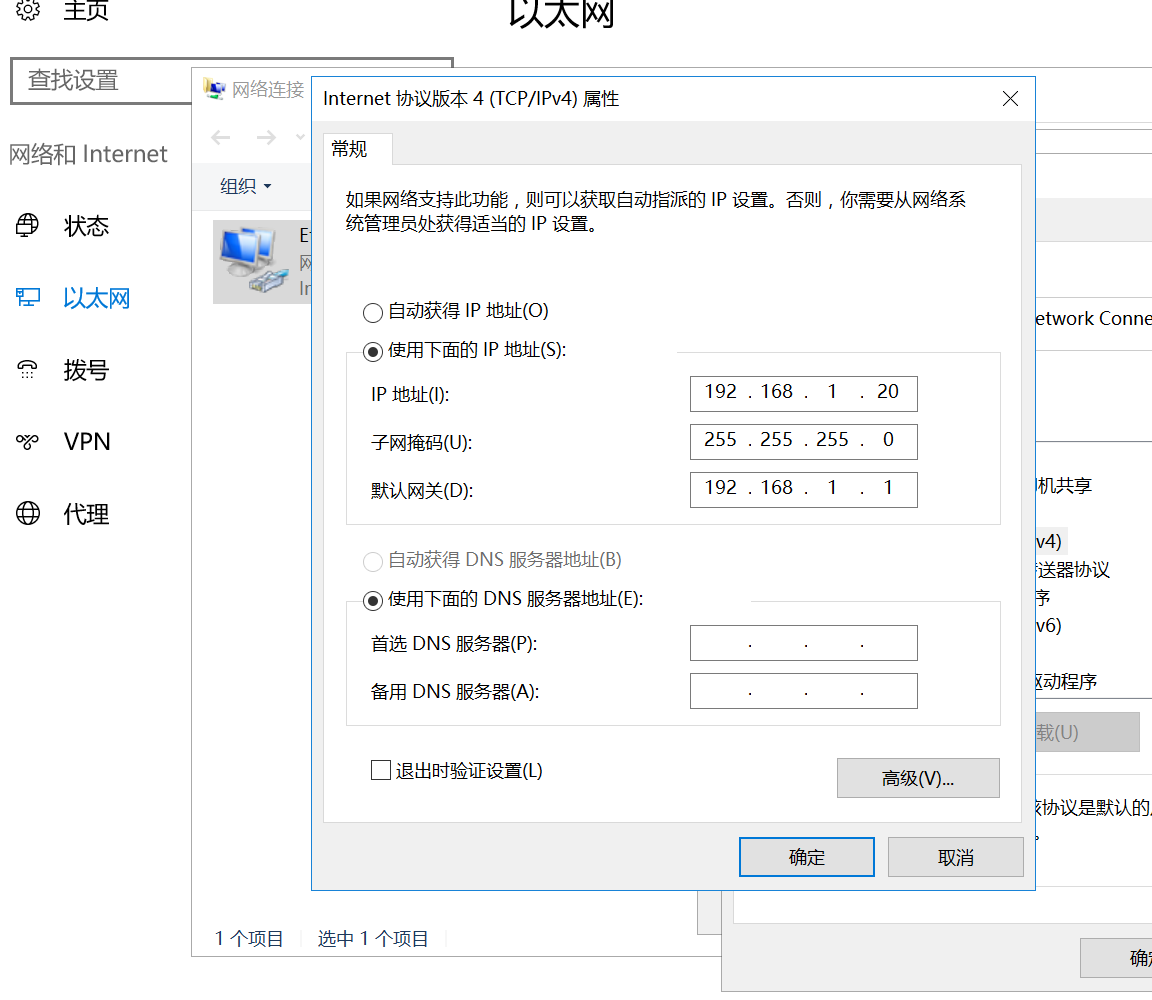 主页
以太网
查找设置
网络和 Internet
状态
以太网
拨号
VPN
代理
网络连接
组织
1 个项目
选中 1 个项目
Internet 协议版本 4 (TCP/IPv4) 属性
常规
如果网络支持此功能，则可以获取自动指派的 IP 设置。否则，你需要从网络系
统管理员处获得适当的 IP 设置。
自动获得 IP 地址(O)
使用下面的 IP 地址(S):
IP 地址(I):
192 . 168 . 1 . 20
子网掩码(U):
255 . 255 . 255 . 0
默认网关(D):
192 . 168 . 1 . 1
自动获得 DNS 服务器地址(B)
使用下面的 DNS 服务器地址(E):
首选 DNS 服务器(P):
. . .
备用 DNS 服务器(A):
. . .
退出时验证设置(L)
高级(V)...
确定
取消
etwork Conne
机共享
v4)
送器协议
序
v6)
驱动程序
载(U)
协议是默认的
。